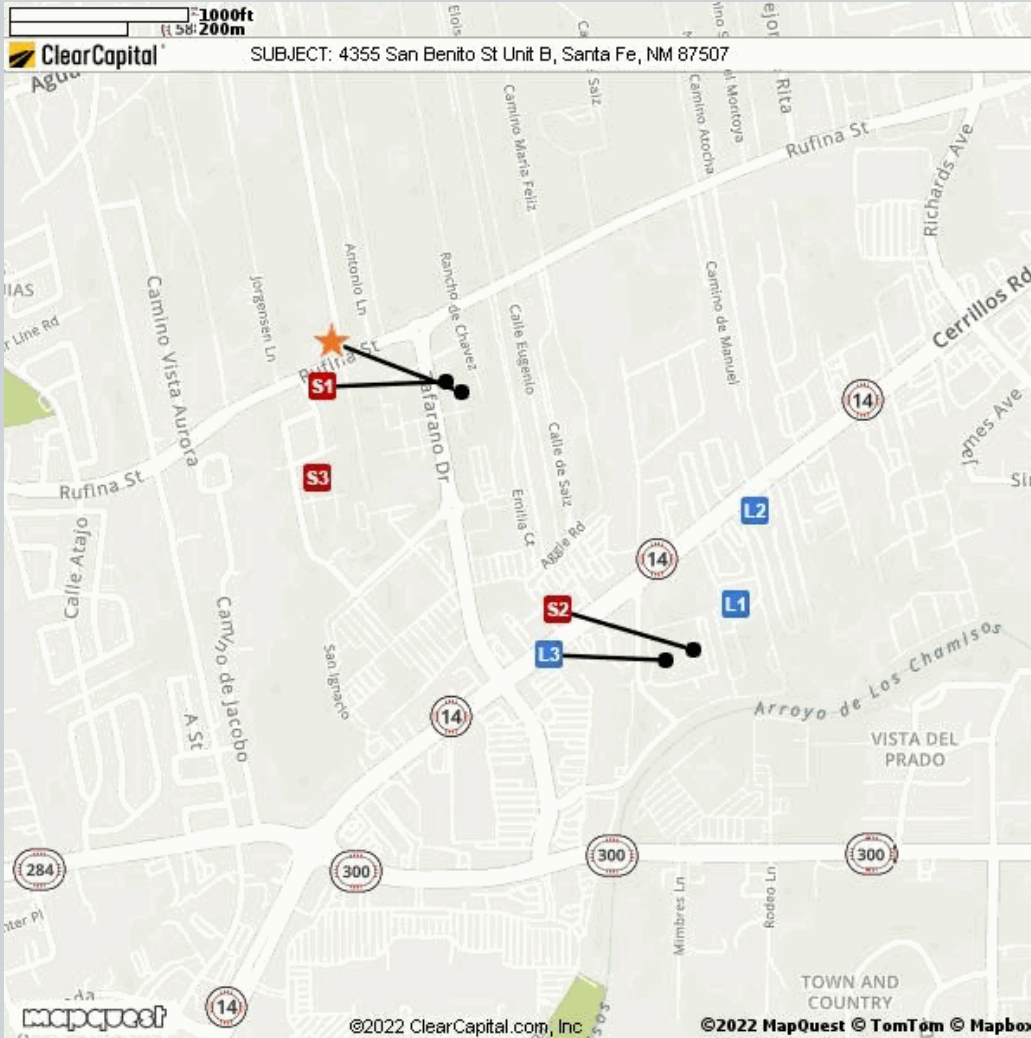 1000ft
200m
ClearCapital
SUBJECT: 4355 San Benito St Unit B, Santa Fe, NM 87507
Rita
Rufina St
Camino Maria Feliz
Camino Atocha
Richards Ave
Antonio Ln
Rancho de Chavez
Camino Vista Aurora
Jorgensen Ln
Calle Eugenio
Camino de Manuel
Cerrillos Rd
Line Rd
Rufina St
S1
14
Zafarano Dr
James Ave
S3
Rufina St
Calle de Saiz
L2
Calle Atajo
Emilia Ct
Aggie Rd
14
S2
L1
L3
San Ignacio
Arroyo de Los Chamisos
14
A St
VISTA DEL
PRADO
284
300
300
300
Mimbres Ln
Rodeo Ln
TOWN AND
COUNTRY
14
mapquest
©2022 ClearCapital.com, Inc
©2022 MapQuest © TomTom © Mapbox